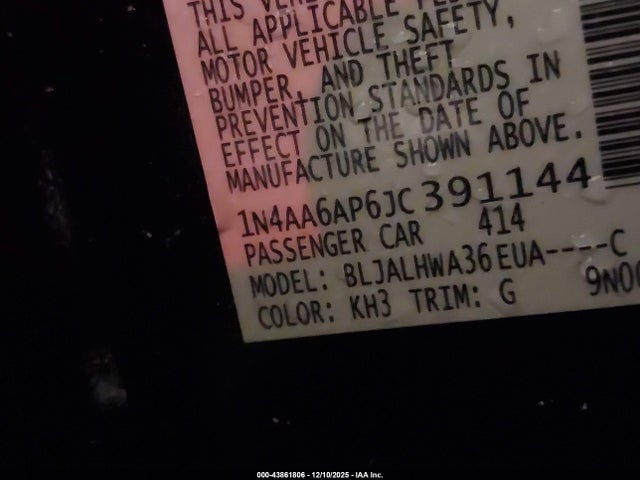 THIS
ALL APPLICABLE
MOTOR VEHICLE SAFETY,
BUMPER, AND THEFT
PREVENTION STANDARDS IN
EFFECT ON THE DATE OF
MANUFACTURE SHOWN ABOVE.
1N4AA6AP6JC391144
PASSENGER CAR 414
MODEL: BLJALHWA36EUA----C
COLOR: KH3 TRIM: G
000-43861806 - 12/10/2025 - IAA Inc.